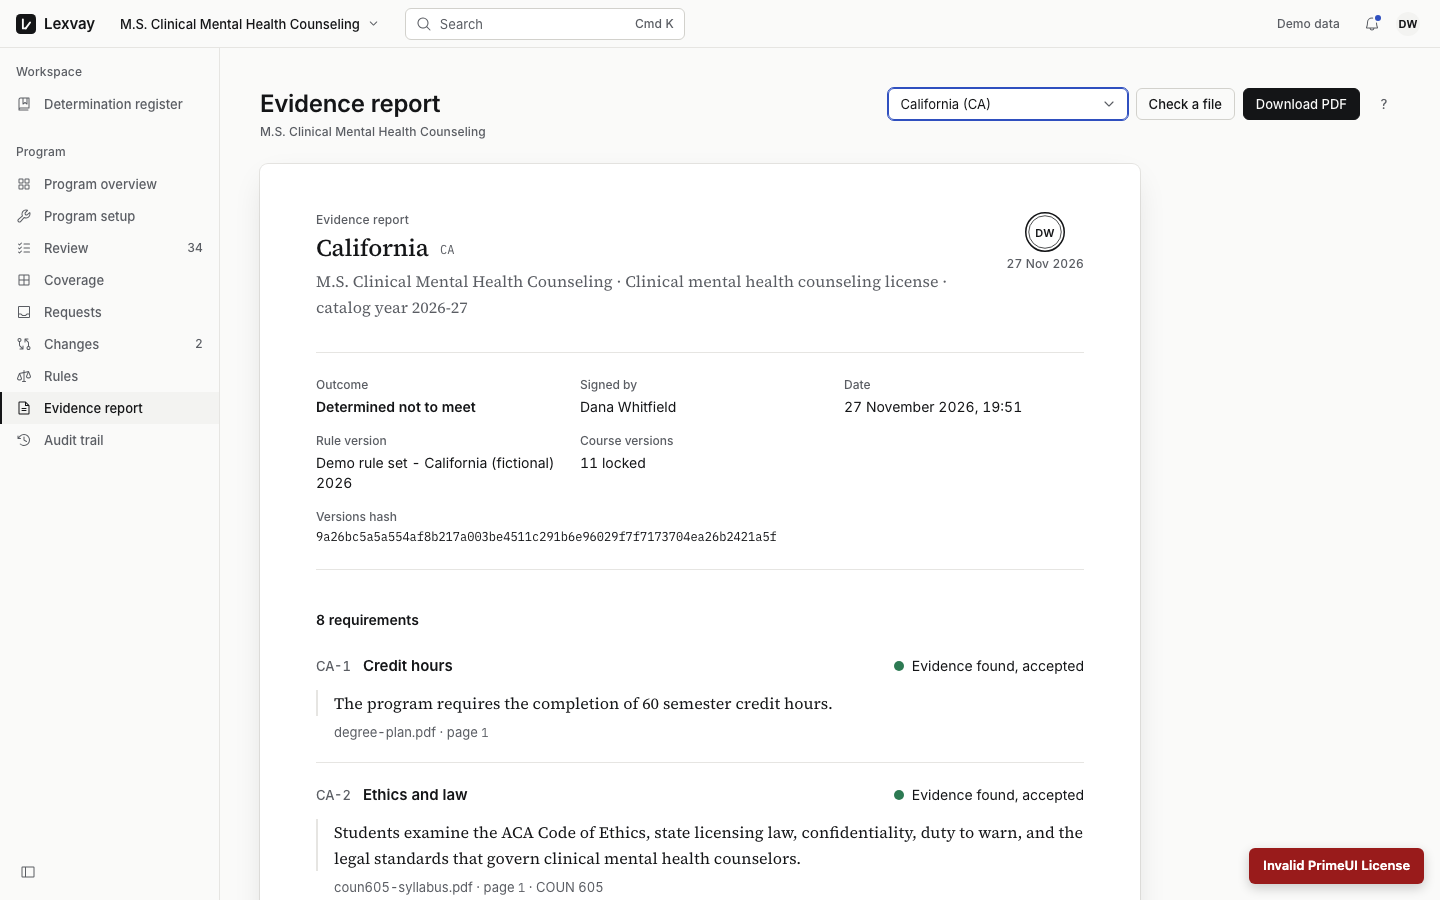 Lexvay
M.S. Clinical Mental Health Counseling
Search
Cmd K
Demo data
DW
Workspace
Determination register
Program
Program overview
Program setup
Review 34
Coverage
Requests
Changes 2
Rules
Evidence report
Audit trail
Evidence report
M.S. Clinical Mental Health Counseling
California (CA)
Check a file
Download PDF
?
Evidence report
California CA
M.S. Clinical Mental Health Counseling · Clinical mental health counseling license ·
catalog year 2026-27
DW
27 Nov 2026
Outcome
Determined not to meet
Signed by
Dana Whitfield
Date
27 November 2026, 19:51
Rule version
Demo rule set - California (fictional)
2026
Course versions
11 locked
Versions hash
9a26bc5a5a554af8b217a003be4511c291b6e96029f7f7173704ea26b2421a5f
8 requirements
CA-1 Credit hours
Evidence found, accepted
The program requires the completion of 60 semester credit hours.
degree-plan.pdf · page 1
CA-2 Ethics and law
Evidence found, accepted
Students examine the ACA Code of Ethics, state licensing law, confidentiality, duty to warn, and the
legal standards that govern clinical mental health counselors.
coun605-syllabus.pdf · page 1 · COUN 605
Invalid PrimeUI License